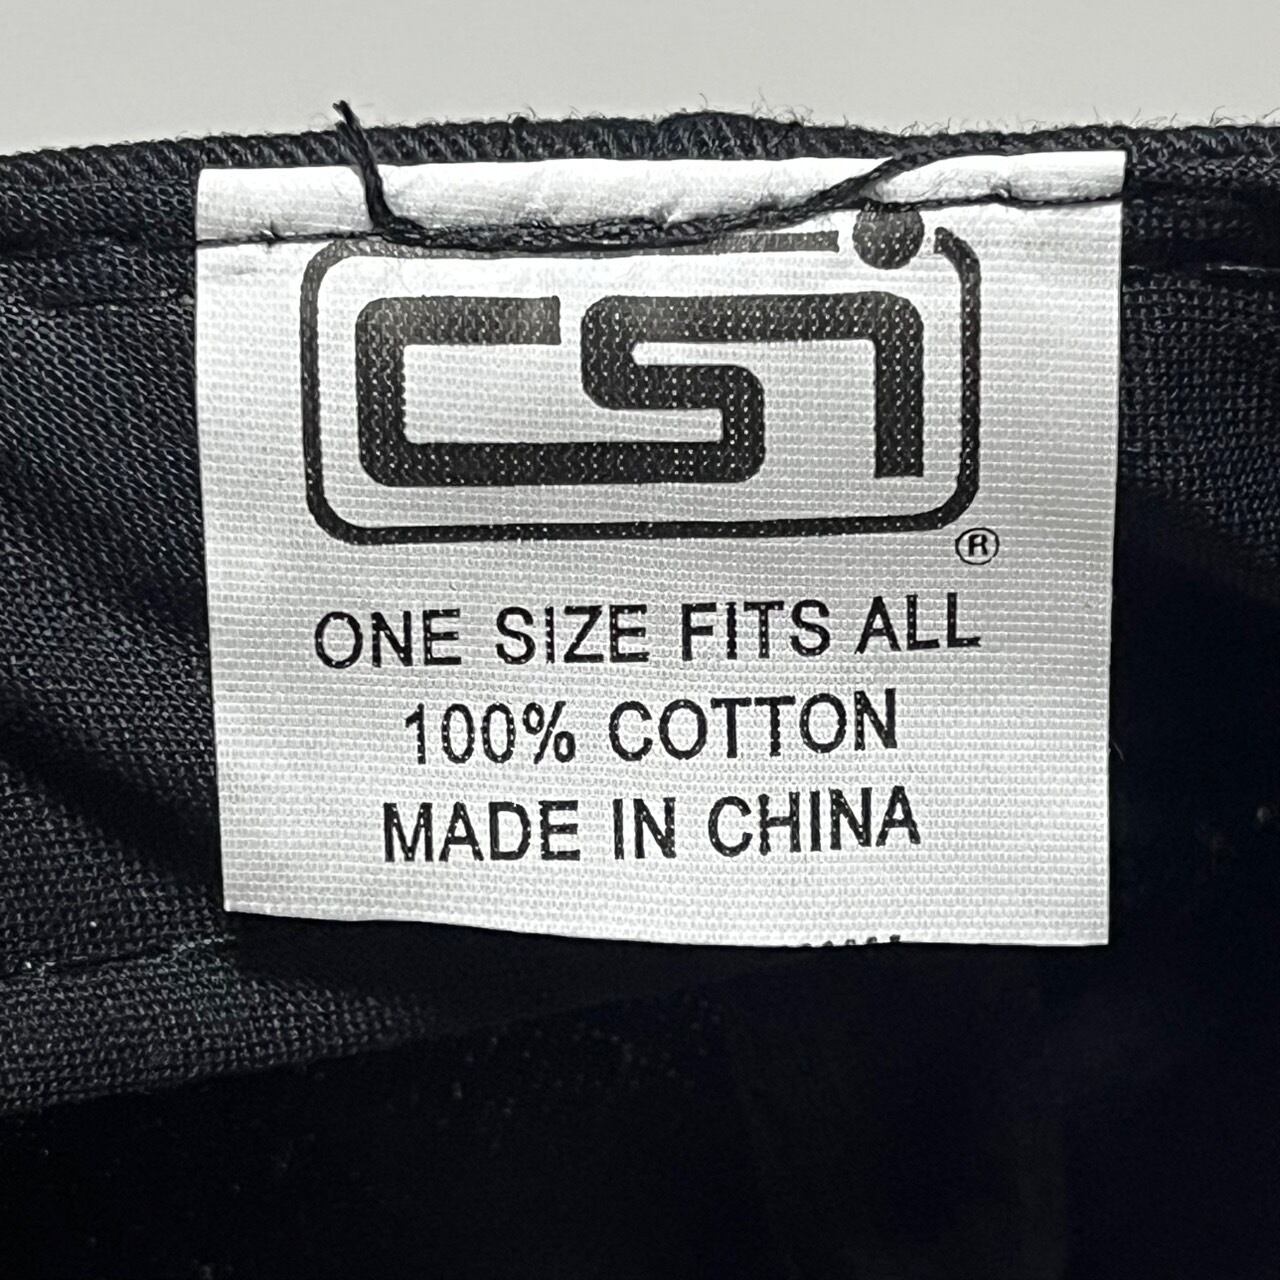 csi
®
ONE SIZE FITS ALL
100% COTTON
MADE IN CHINA